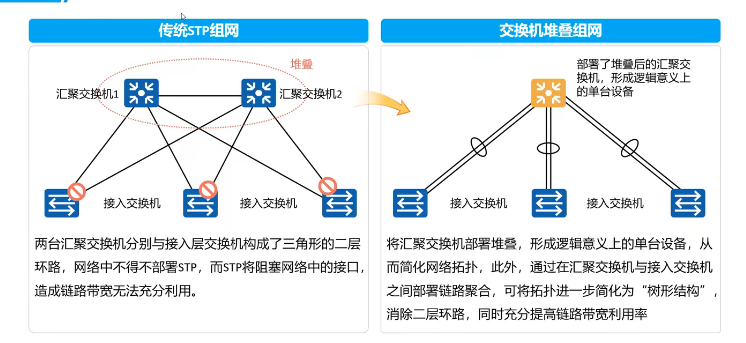 传统STP组网
堆叠
汇聚交换机1
汇聚交换机2
接入交换机
接入交换机
两台汇聚交换机分别与接入层交换机构成了三角形的二层
环路，网络中不得不部署STP，而STP将阻塞网络中的接口，
造成链路带宽无法充分利用。
交换机堆叠组网
部署了堆叠后的汇聚交
换机，形成逻辑意义上
的单台设备
接入交换机
接入交换机
将汇聚交换机部署堆叠，形成逻辑意义上的单台设备，从
而简化网络拓扑，此外，通过在汇聚交换机与接入交换机
之间部署链路聚合，可将拓扑进一步简化为“树形结构”，
消除二层环路，同时充分提高链路带宽利用率